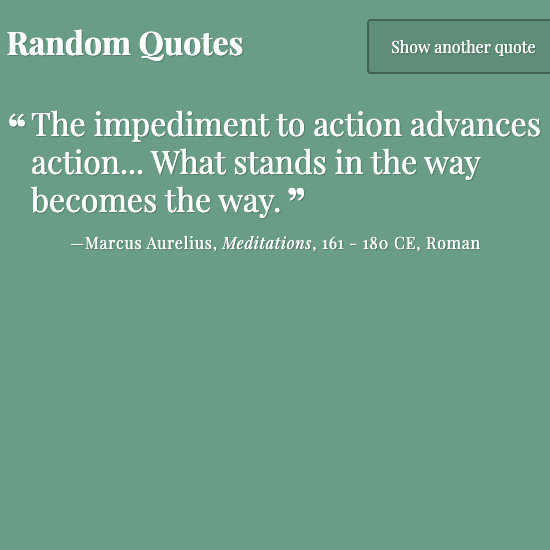 Random Quotes
Show another quote
❝ The impediment to action advances
action... What stands in the way
becomes the way. ❞
—Marcus Aurelius, Meditations, 161 - 180 CE, Roman